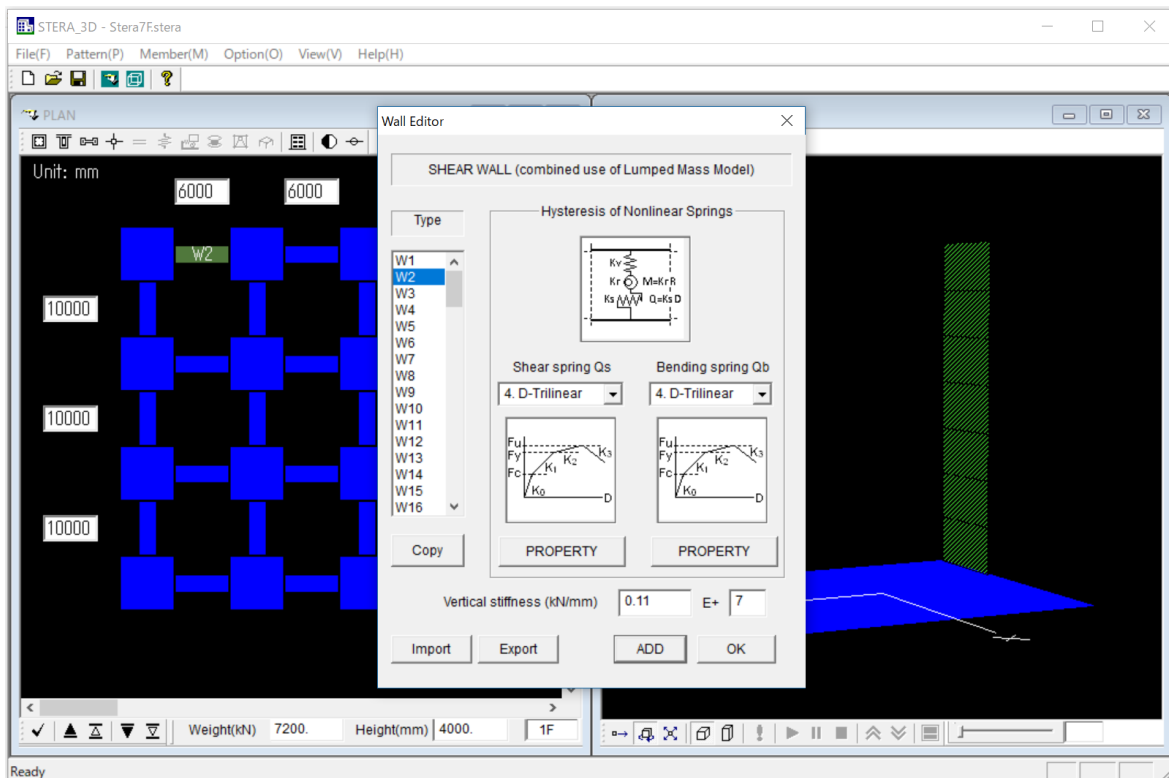 STERA_3D - Stera7F.stera
File(F) Pattern(P) Member(M) Option(O) View(V) Help(H)
PLAN
Unit: mm
6000 6000
W2
10000
10000
10000
Wall Editor
SHEAR WALL (combined use of Lumped Mass Model)
Type
W1
W2
W3
W4
W5
W6
W7
W8
W9
W10
W11
W12
W13
W14
W15
W16
Copy
Hysteresis of Nonlinear Springs
Kv
Kr M=KrR
Ks Q=KsD
Shear spring Qs Bending spring Qb
4. D-Trilinear 4. D-Trilinear
Fu Fu
Fy K3 Fy K3
K2 K2
Fc K1 Fc K1
K0 D K0 D
PROPERTY PROPERTY
Vertical stiffness (kN/mm) 0.11 E+ 7
Import Export ADD OK
Weight(kN) 7200. Height(mm) 4000. 1F
Ready